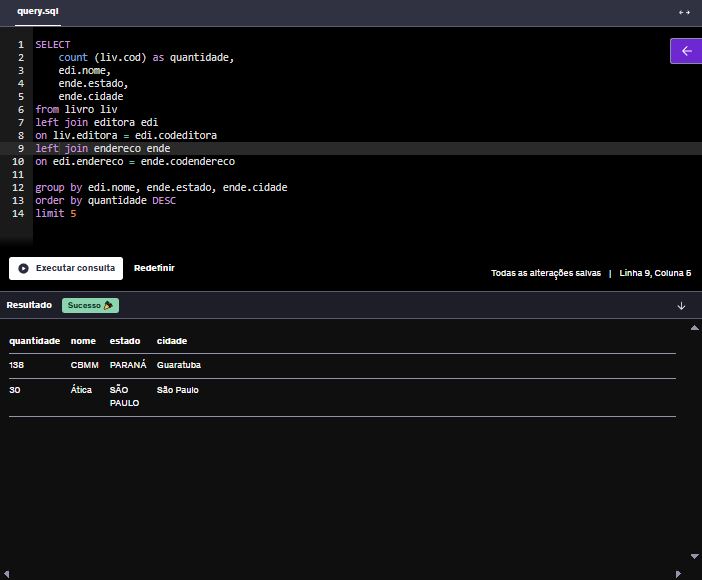 query.sql
1 SELECT
2 count (liv.cod) as quantidade,
3 edi.nome,
4 ende.estado,
5 ende.cidade
6 from livro liv
7 left join editora edi
8 on liv.editora = edi.codeditora
9 left join endereco ende
10 on edi.endereco = ende.codendereco
11
12 group by edi.nome, ende.estado, ende.cidade
13 order by quantidade DESC
14 limit 5
Executar consulta Redefinir
Todas as alterações salvas | Linha 9, Coluna 5
Resultado Sucesso
quantidade nome estado cidade
138 CBMM PARANÁ Guaratuba
30 Ática SÃO São Paulo
PAULO